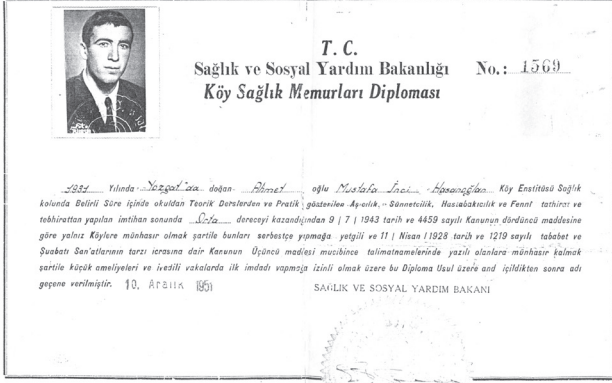 T. C.
Sağlık ve Sosyal Yardım Bakanlığı
No.: 1569
Köy Sağlık Memurları Diploması
1931 Yılında Yozgat'da doğan Ahmet oğlu Mustafa İnci Hasanoğlan Köy Enstitüsü Sağlık
kolunda Belirli Süre içinde okuldan Teorik Derslerden ve Pratik gösterilen Aşıcılık, Sünnetcilik, Hastabakıcılık ve Fennî tathirat ve
tebhirattan yapılan imtihan sonunda Orta dereceyi kazandığından 9 / 7 / 1943 tarih ve 4459 sayılı Kanunun dördüncü maddesine
göre yalnız Köylere münhasır olmak şartile bunları serbestçe yapmağa yetgili ve 11 / Nisan / 1928 tarih ve 1219 sayılı tababet ve
Şuabatı San'atlarının tarzı icrasına dair Kanunun Üçüncü madiesi mucibince talimatnamelerinde yazılı olanlara münhasır kalmak
şartile küçük ameliyeleri ve ivedili vakalarda ilk imdadı yapmağa izinli olmak üzere bu Diploma Usul üzere and içildikten sonra adı
geçene verilmiştir. 10. Aralık 1951
SAĞLIK VE SOSYAL YARDIM BAKANI